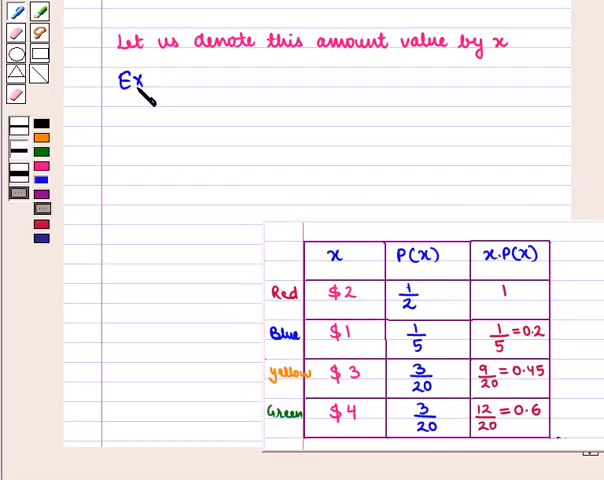 Let us denote this amount value by x
Ex
x P(x) x.P(x)
Red $2 1/2 1
Blue $1 1/5 1/5 = 0.2
Yellow $3 3/20 9/20 = 0.45
Green $4 3/20 12/20 = 0.6